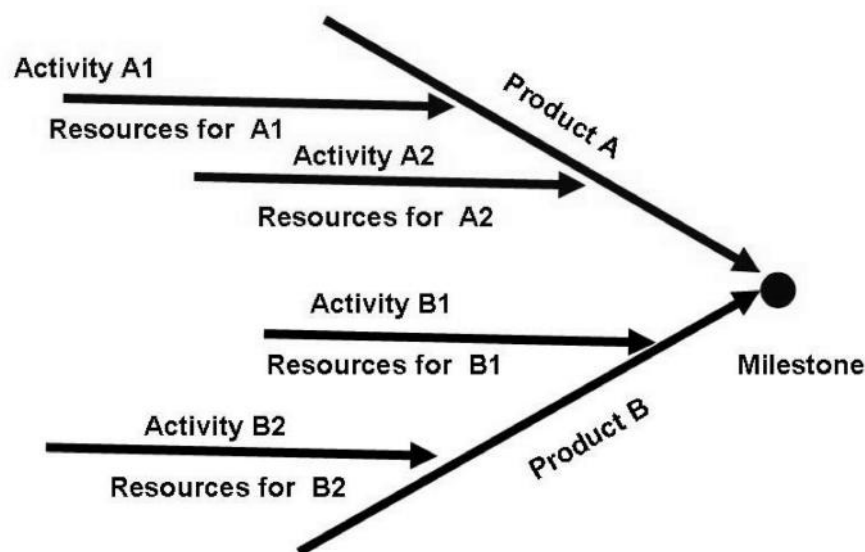 Activity A1
Resources for A1
Product A
Activity A2
Resources for A2
Activity B1
Resources for B1
Milestone
Product B
Activity B2
Resources for B2